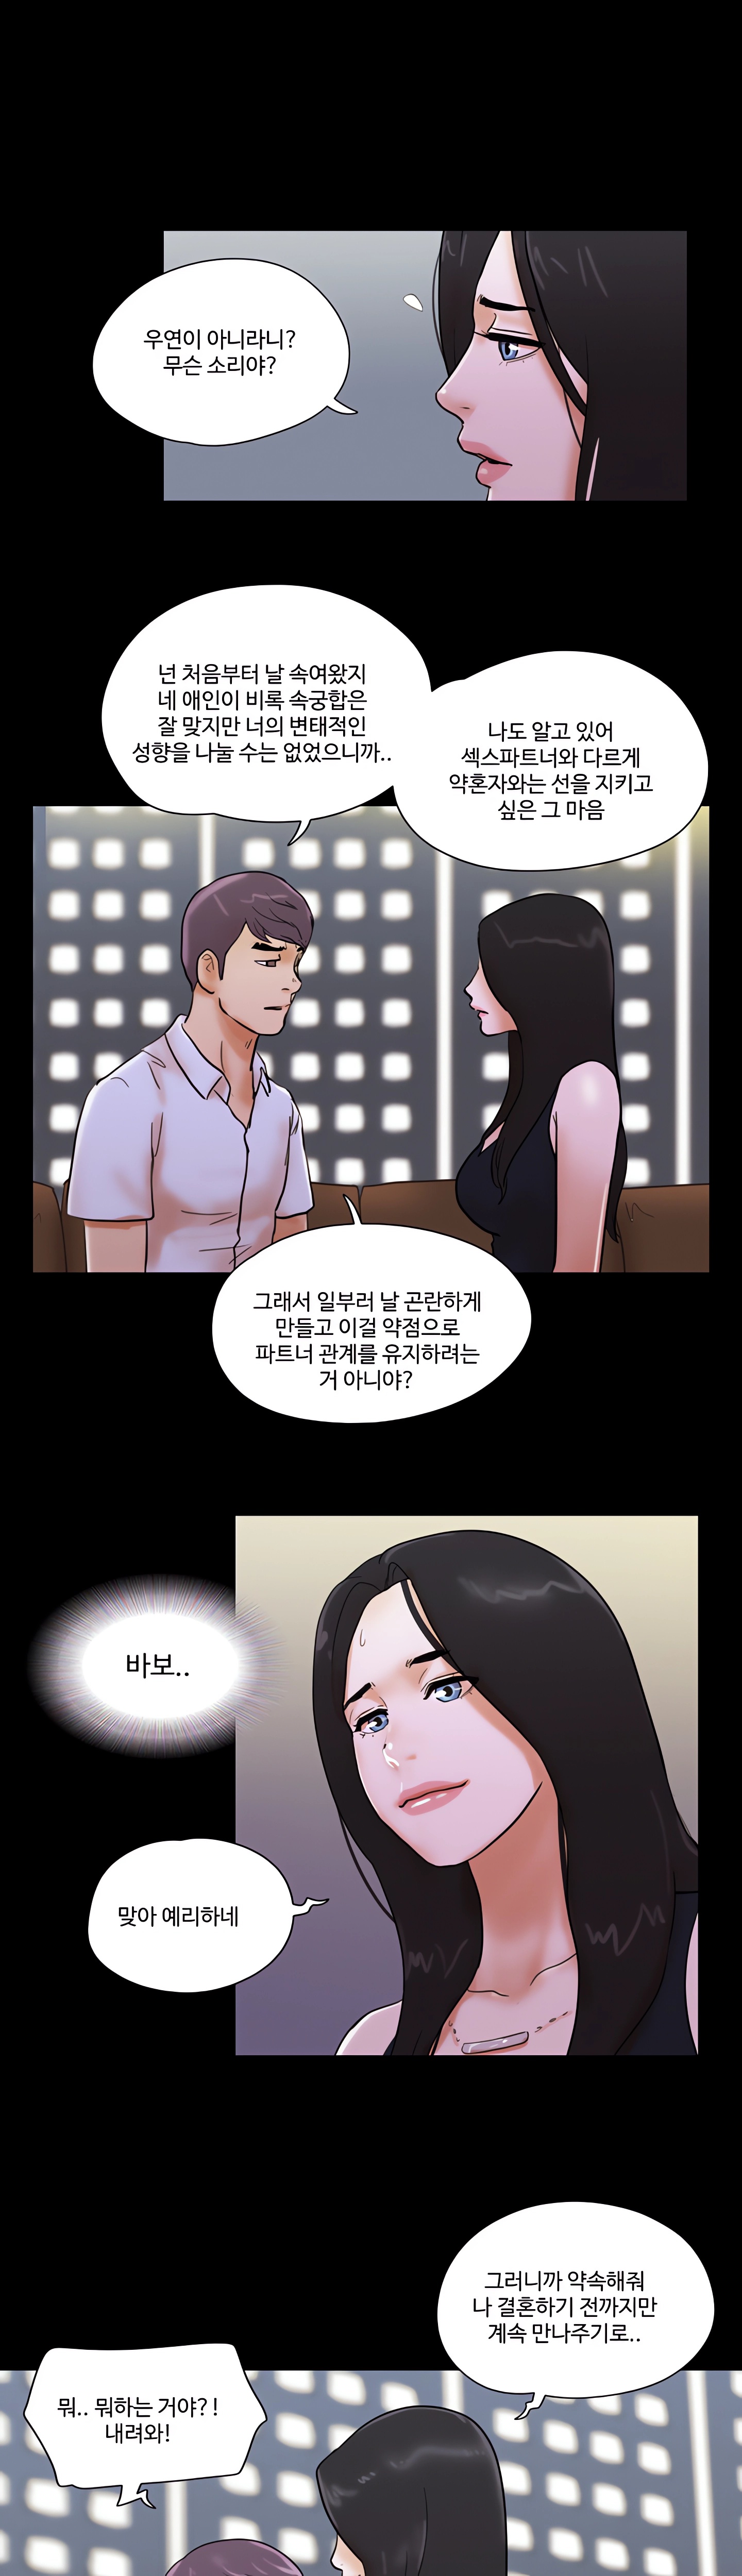 우연이 아니라니?
무슨 소리야?
넌 처음부터 날 속여왔지
네 애인이 비록 속궁합은
잘 맞지만 너의 변태적인
성향을 나눌 수는 없었으니까..
나도 알고 있어
섹스파트너와 다르게
약혼자와는 선을 지키고
싶은 그 마음
그래서 일부러 날 곤란하게
만들고 이걸 약점으로
파트너 관계를 유지하려는
거 아니야?
바보..
맞아 예리하네
그러니까 약속해줘
나 결혼하기 전까지만
계속 만나주기로..
뭐.. 뭐하는 거야?!
내려와!